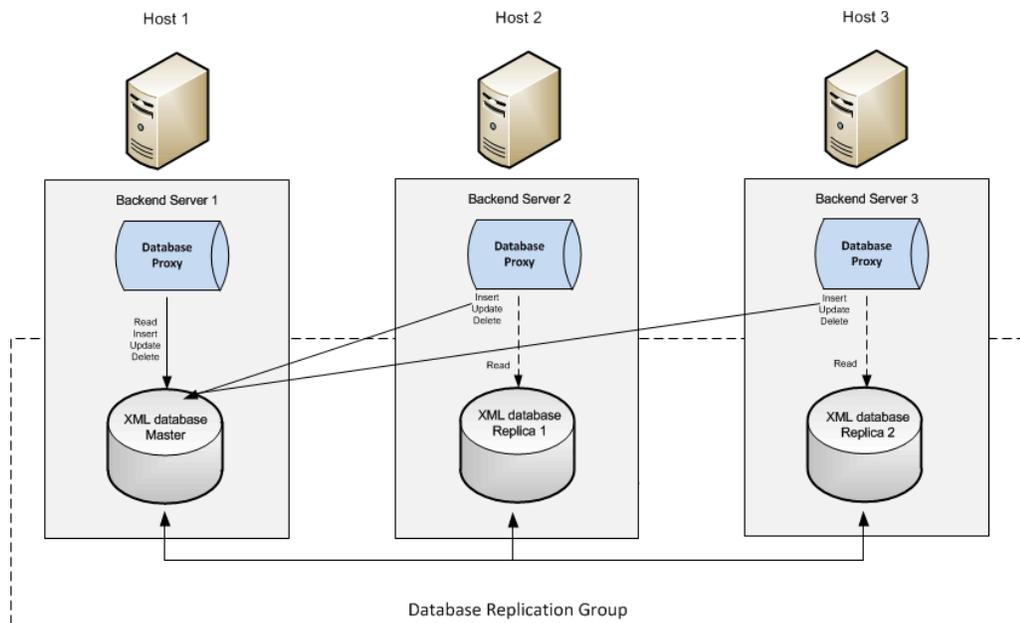 Host 1
Host 2
Host 3
Backend Server 1
Backend Server 2
Backend Server 3
Database
Proxy
Database
Proxy
Database
Proxy
Read
Insert
Update
Delete
Insert
Update
Delete
Insert
Update
Delete
Read
Read
XML database
Master
XML database
Replica 1
XML database
Replica 2
Database Replication Group